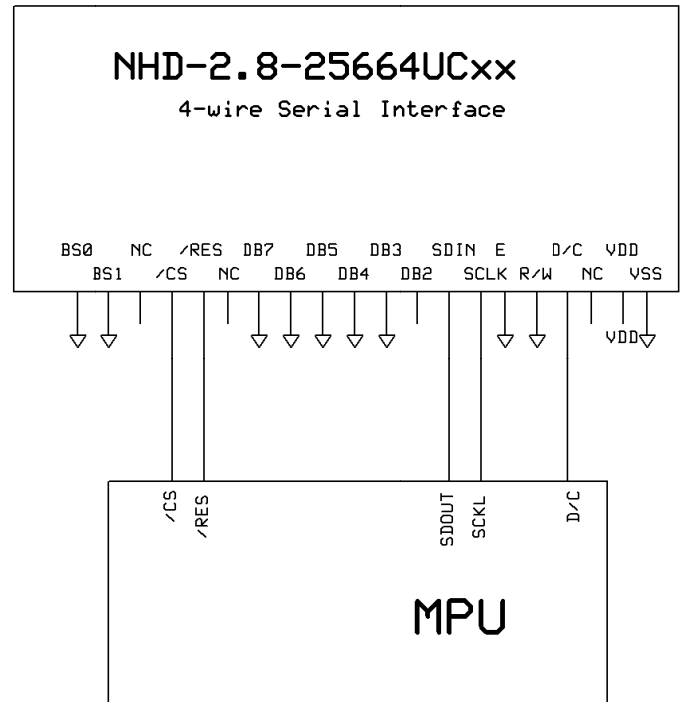 NHD-2.8-25664UCxx
4-wire Serial Interface
BS0 NC /RES DB7 DB5 DB3 SDIN E D/C VDD
BS1 /CS NC DB6 DB4 DB2 SCLK R/W NC VSS
VDD
/CS
/RES
SDOUT
SCKL
D/C
MPU